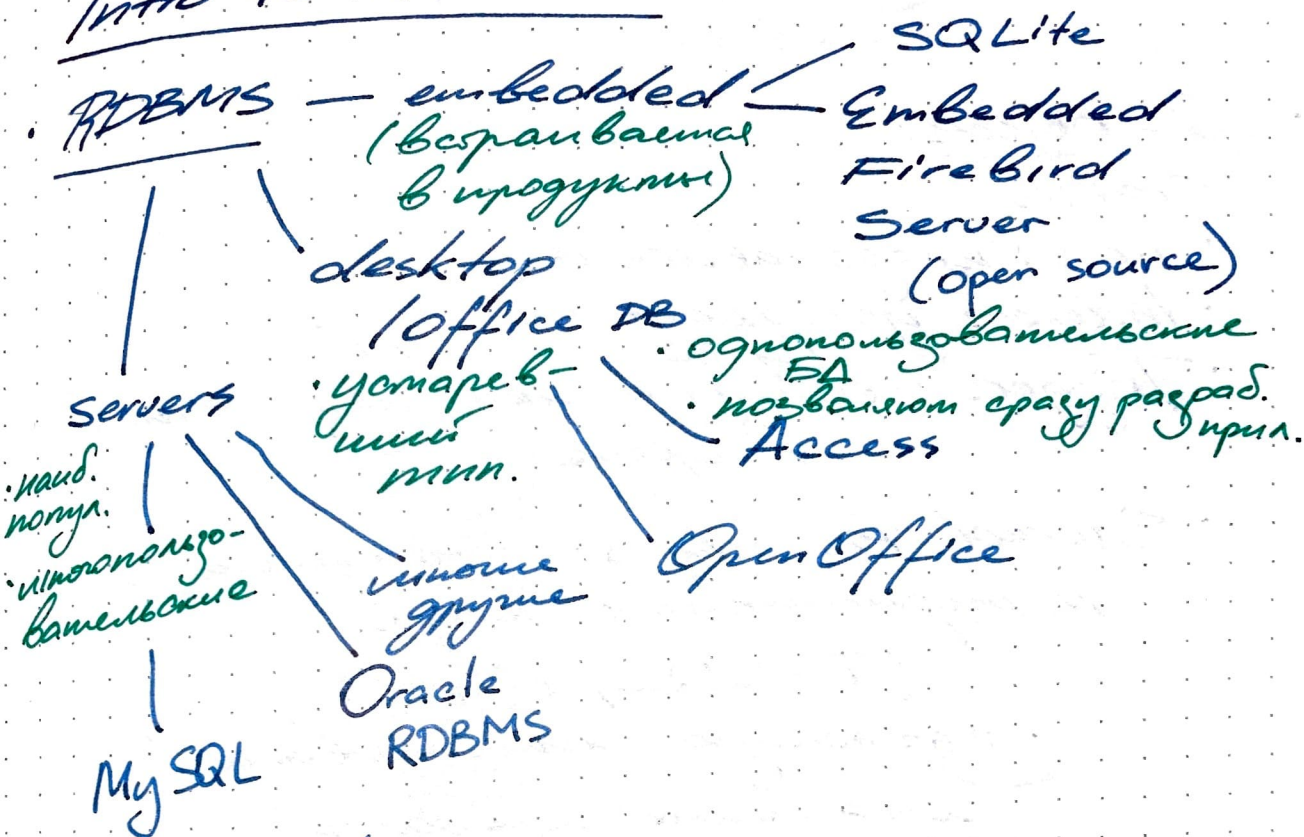 SQLite
RDBMS — embedded
Embedded
(встраивается
в продукты)
Firebird
Server
(open source)
desktop
/office DB
• однопользовательские
БД
• позволяют сразу разраб.
прил.
• устарев-
ший
тип.
Access
OpenOffice
servers
• наиб.
попул.
• многопользо-
вательские
многие
другие
Oracle
RDBMS
MySQL